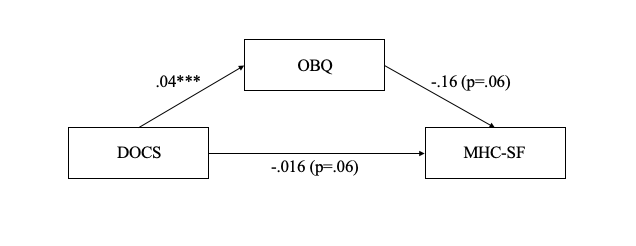 OBQ
.04***
-.16 (p=.06)
DOCS
MHC-SF
-.016 (p=.06)